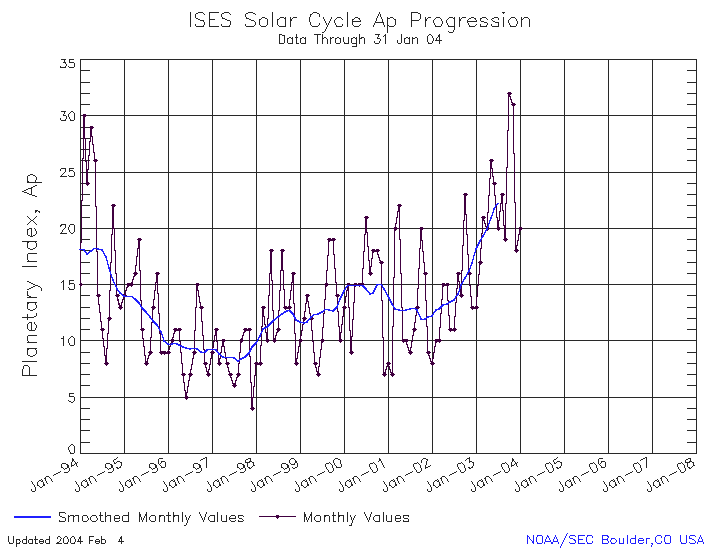 ISES Solar Cycle Ap Progression
Data Through 31 Jan 04
Planetary Index, Ap
35
30
25
20
15
10
5
0
Jan-94 Jan-95 Jan-96 Jan-97 Jan-98 Jan-99 Jan-00 Jan-01 Jan-02 Jan-03 Jan-04 Jan-05 Jan-06 Jan-07 Jan-08
Smoothed Monthly Values Monthly Values
Updated 2004 Feb 4 NOAA/SEC Boulder,CO USA